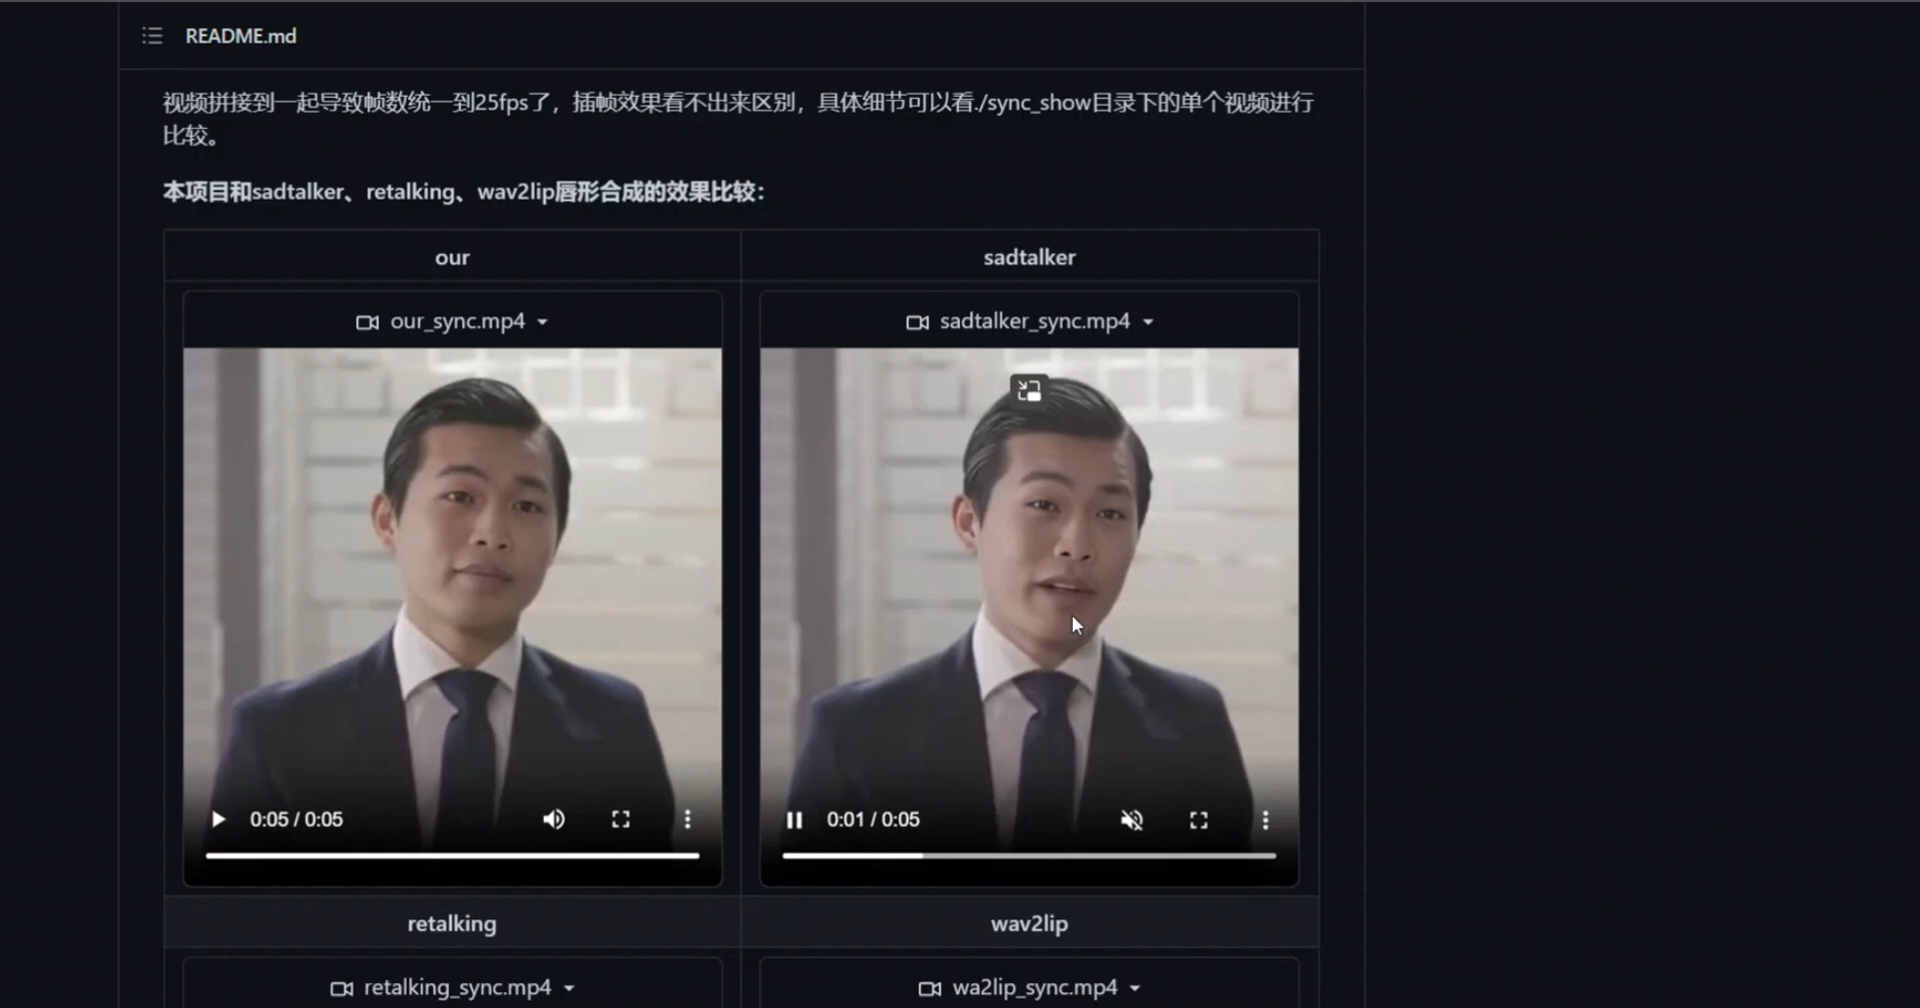 README.md
视频拼接到一起导致帧数统一到25fps了，插帧效果看不出来区别，具体细节可以看./sync_show目录下的单个视频进行
比较。
本项目和sadtalker、retalking、wav2lip唇形合成的效果比较：
our
sadtalker
our_sync.mp4
sadtalker_sync.mp4
0:05 / 0:05
0:01 / 0:05
retalking
wav2lip
retalking_sync.mp4
wa2lip_sync.mp4